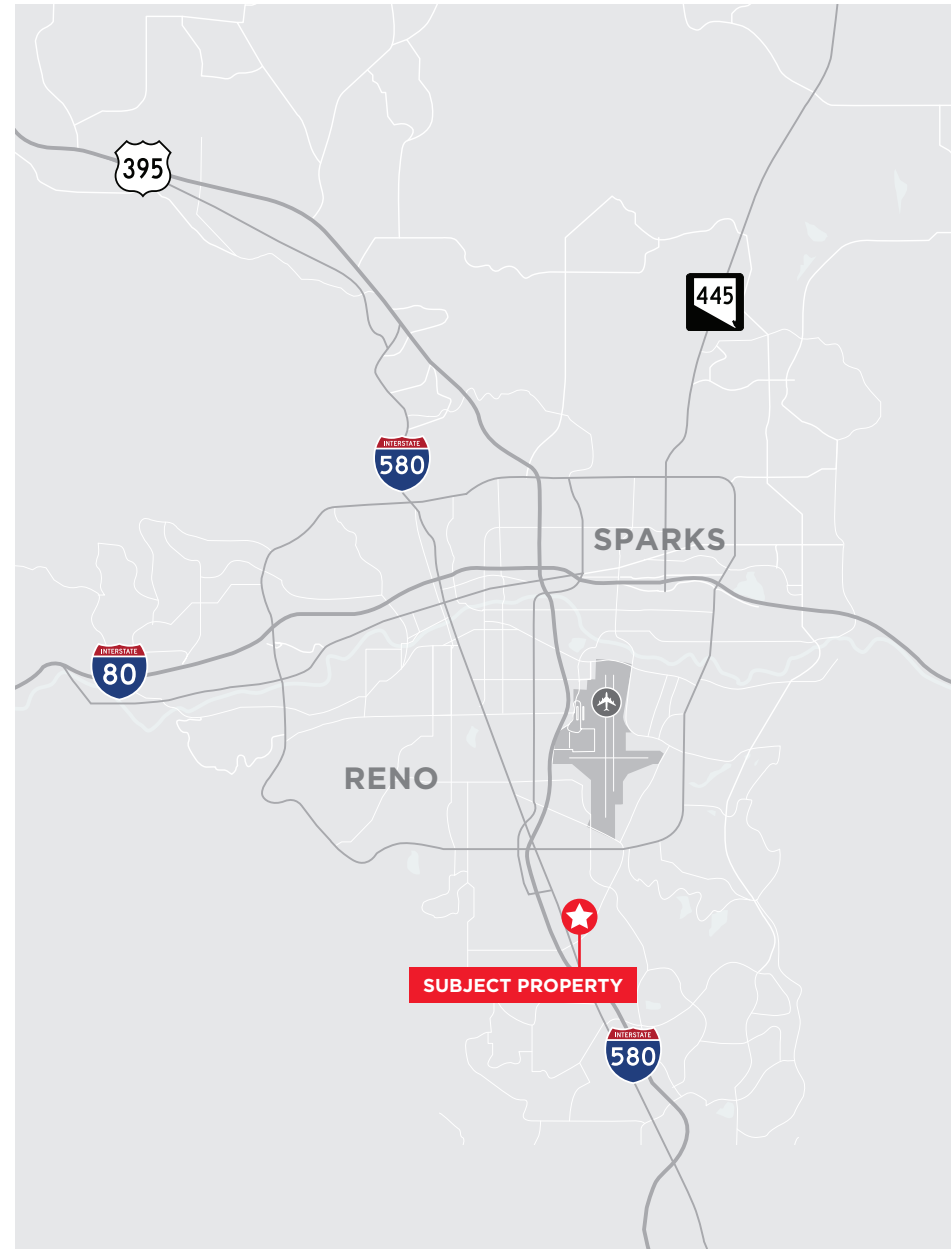 395
445
INTERSTATE
580
SPARKS
INTERSTATE
80
RENO
SUBJECT PROPERTY
INTERSTATE
580